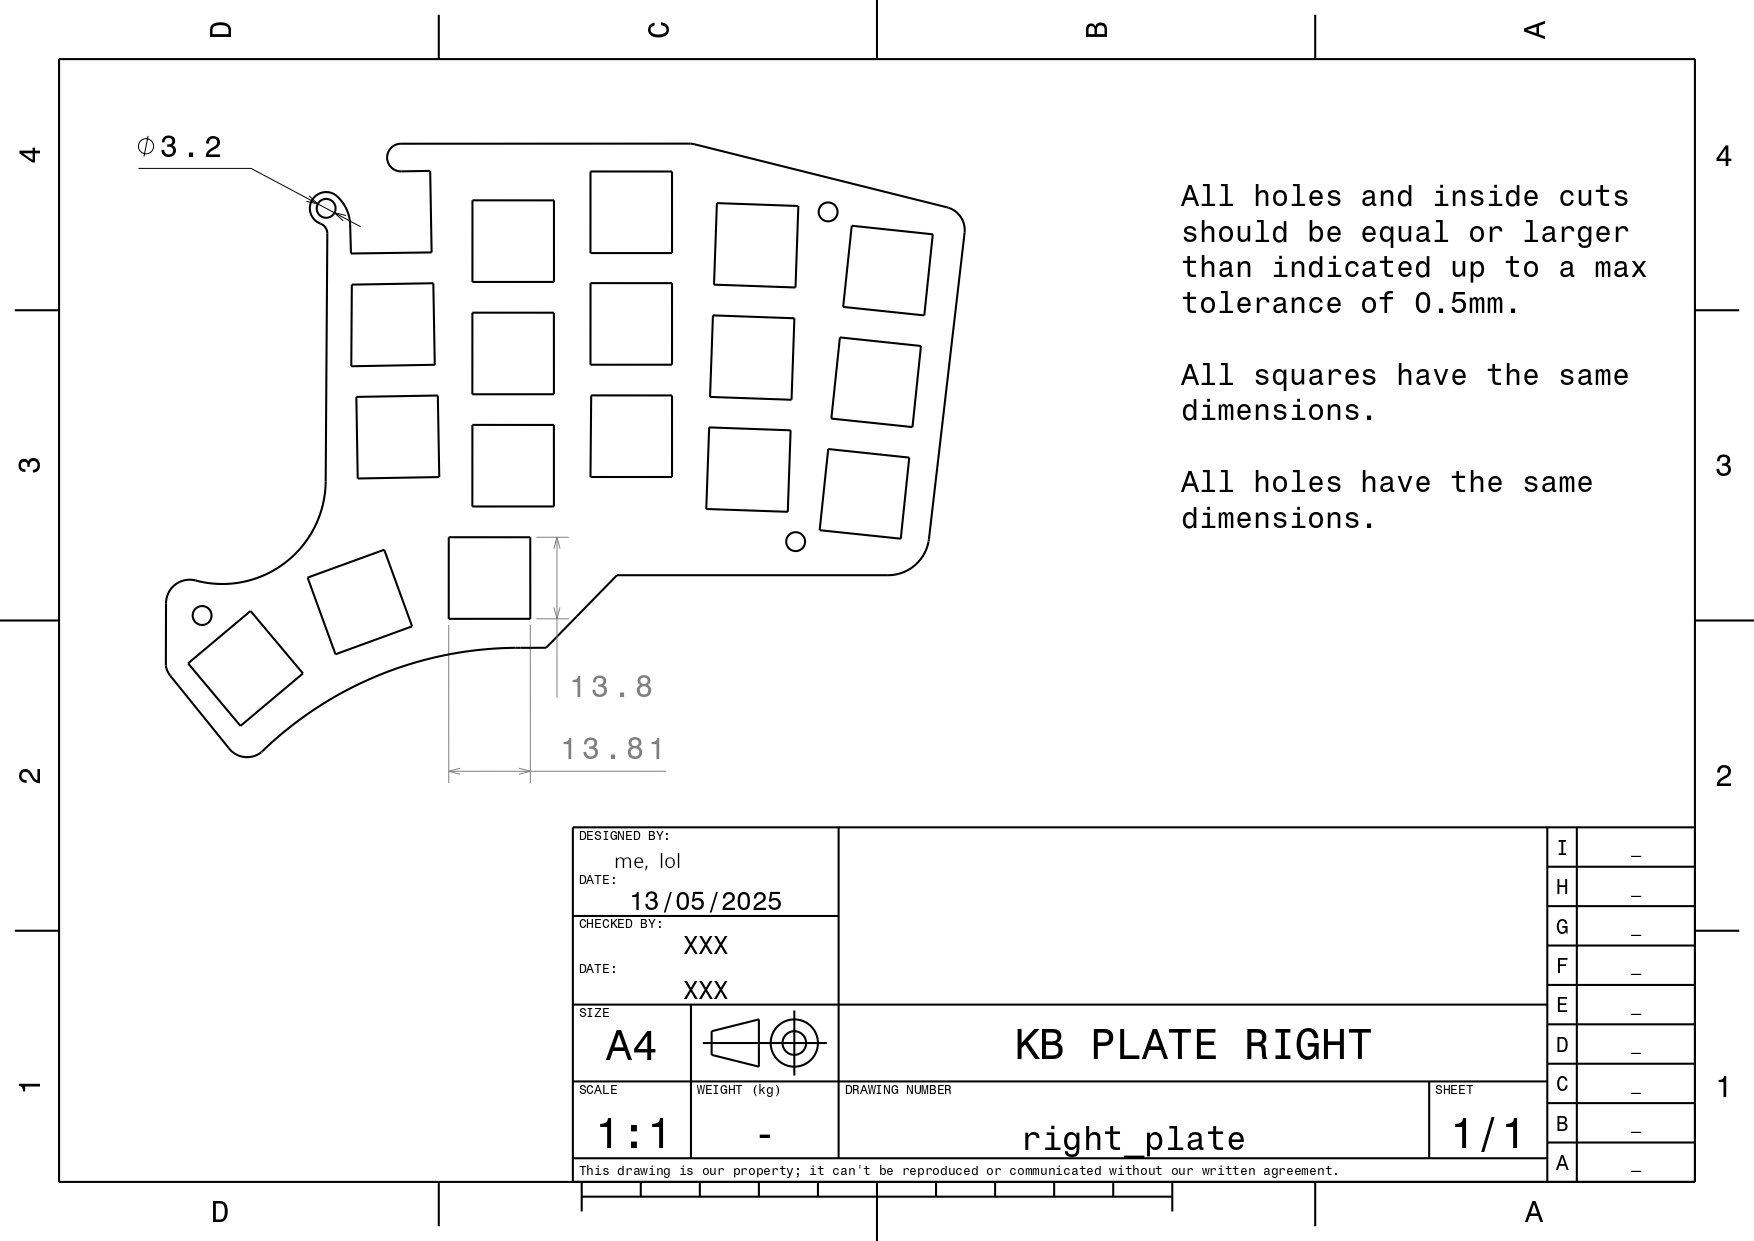 D C B A
4
4
∅3.2
All holes and inside cuts
should be equal or larger
than indicated up to a max
tolerance of 0.5mm.
All squares have the same
dimensions.
All holes have the same
dimensions.
3
3
13.8
13.81
2
2
DESIGNED BY:
me, lol
DATE:
13/05/2025
CHECKED BY:
XXX
DATE:
XXX
SIZE
A4
KB PLATE RIGHT
SCALE
1:1
WEIGHT (kg)
-
DRAWING NUMBER
right_plate
SHEET
1/1
This drawing is our property; it can't be reproduced or communicated without our written agreement.
I _
H _
G _
F _
E _
D _
C _
B _
A _
1
1
D A